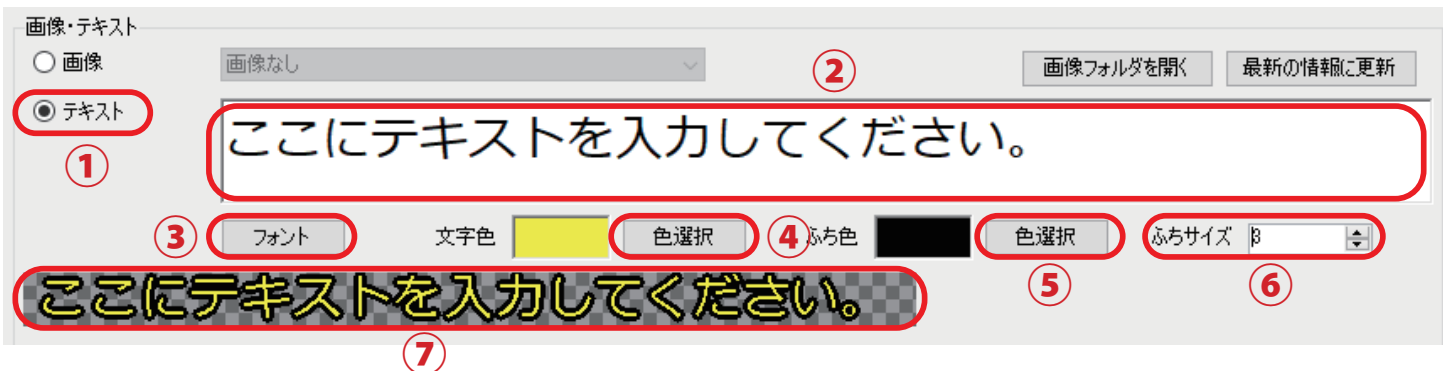 画像・テキスト
画像 画像なし ② 画像フォルダを開く 最新の情報に更新
テキスト ここにテキストを入力してください。
①
③ フォント 文字色 色選択 ④ ふち色 色選択 ふちサイズ 3
⑤ ⑥
ここにテキストを入力してください。
⑦